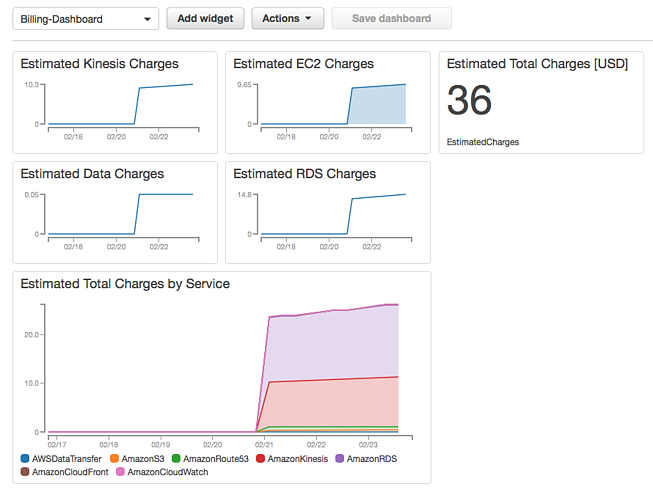 Billing-Dashboard Add widget Actions Save dashboard
Estimated Kinesis Charges
10.3
0
02/18 02/20 02/22
Estimated EC2 Charges
9.65
0
02/18 02/20 02/22
Estimated Total Charges [USD]
36
EstimatedCharges
Estimated Data Charges
0.05
0
02/18 02/20 02/22
Estimated RDS Charges
14.8
0
02/18 02/20 02/22
Estimated Total Charges by Service
20.0
10.0
0
02/17 02/18 02/19 02/20 02/21 02/22 02/23
AWSDataTransfer AmazonS3 AmazonRoute53 AmazonKinesis AmazonRDS
AmazonCloudFront AmazonCloudWatch